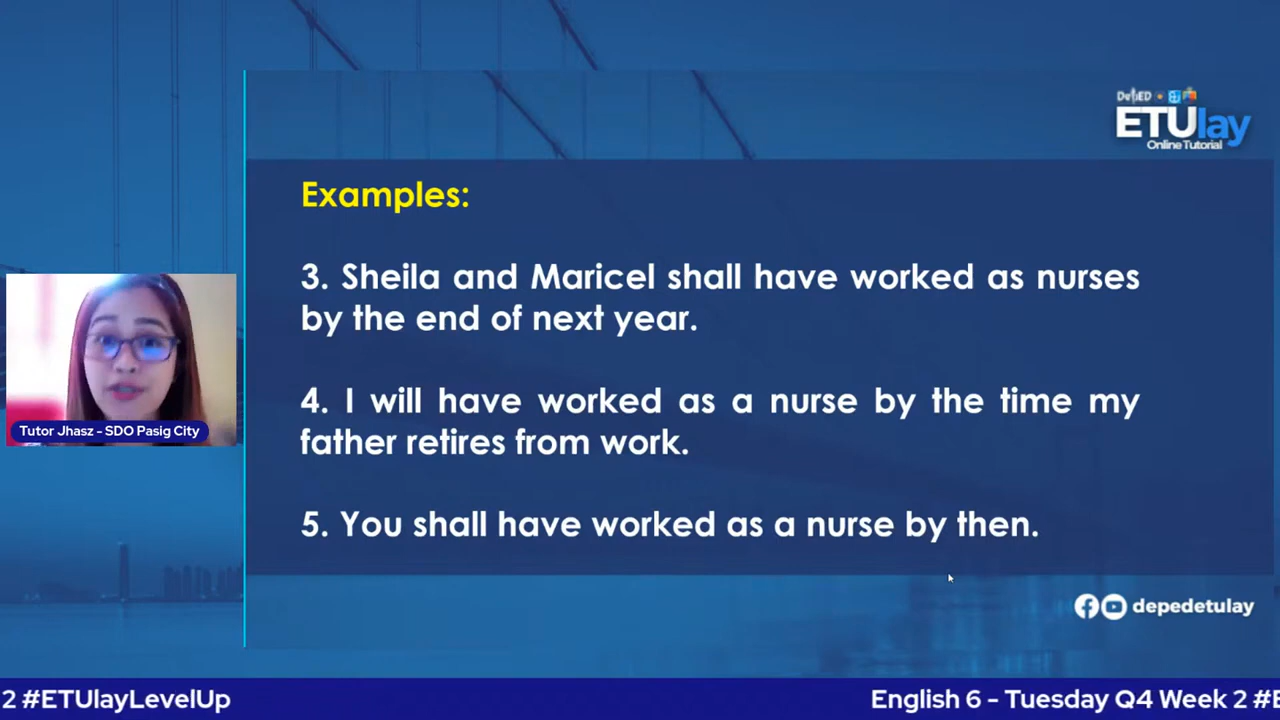 DepED
ETUlay
Online Tutorial
Examples:
3. Sheila and Maricel shall have worked as nurses
by the end of next year.
4. I will have worked as a nurse by the time my
father retires from work.
5. You shall have worked as a nurse by then.
Tutor Jhasz - SDO Pasig City
depedetulay
2 #ETUlayLevelUp
English 6 - Tuesday Q4 Week 2 #E